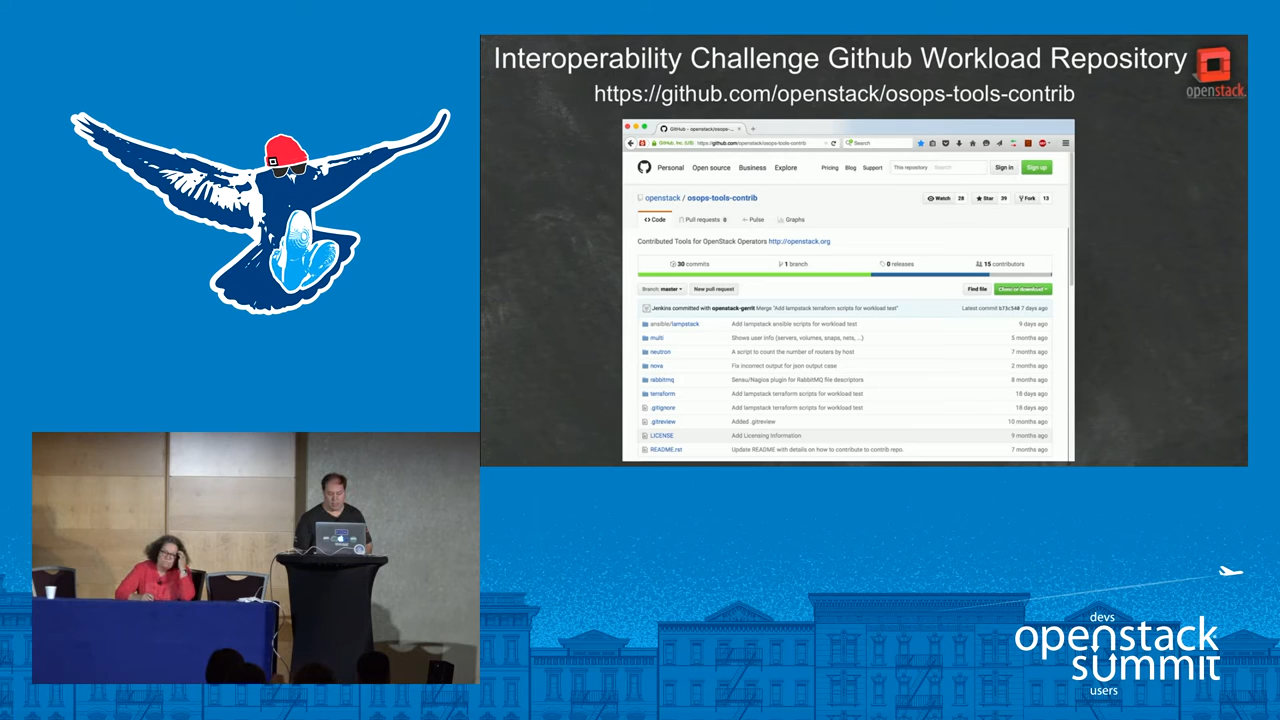 Interoperability Challenge Github Workload Repository
https://github.com/openstack/osops-tools-contrib
openstack.
GitHub - openstack/osops-...
GitHub, Inc. (US) https://github.com/openstack/osops-tools-contrib Search
Personal Open source Business Explore Pricing Blog Support This repository Search Sign in Sign up
openstack / osops-tools-contrib Watch 28 Star 39 Fork 13
Code Pull requests 0 Pulse Graphs
Contributed Tools for OpenStack Operators http://openstack.org
30 commits 1 branch 0 releases 15 contributors
Branch: master New pull request Find file Clone or download
Jenkins committed with openstack-gerrit Merge "Add lampstack terraform scripts for workload test" Latest commit b73c540 7 days ago
ansible/lampstack Add lampstack ansible scripts for workload test 9 days ago
multi Shows user info (servers, volumes, snaps, nets, ...) 5 months ago
neutron A script to count the number of routers by host 7 months ago
nova Fix incorrect output for json output case 2 months ago
rabbitmq Sensu/Nagios plugin for RabbitMQ file descriptors 8 months ago
terraform Add lampstack terraform scripts for workload test 18 days ago
.gitignore Add lampstack terraform scripts for workload test 18 days ago
.gitreview Added .gitreview 10 months ago
LICENSE Add Licensing Information 9 months ago
README.rst Update README with details on how to contribute to contrib repo. 7 months ago
devs
openstack
summit
users